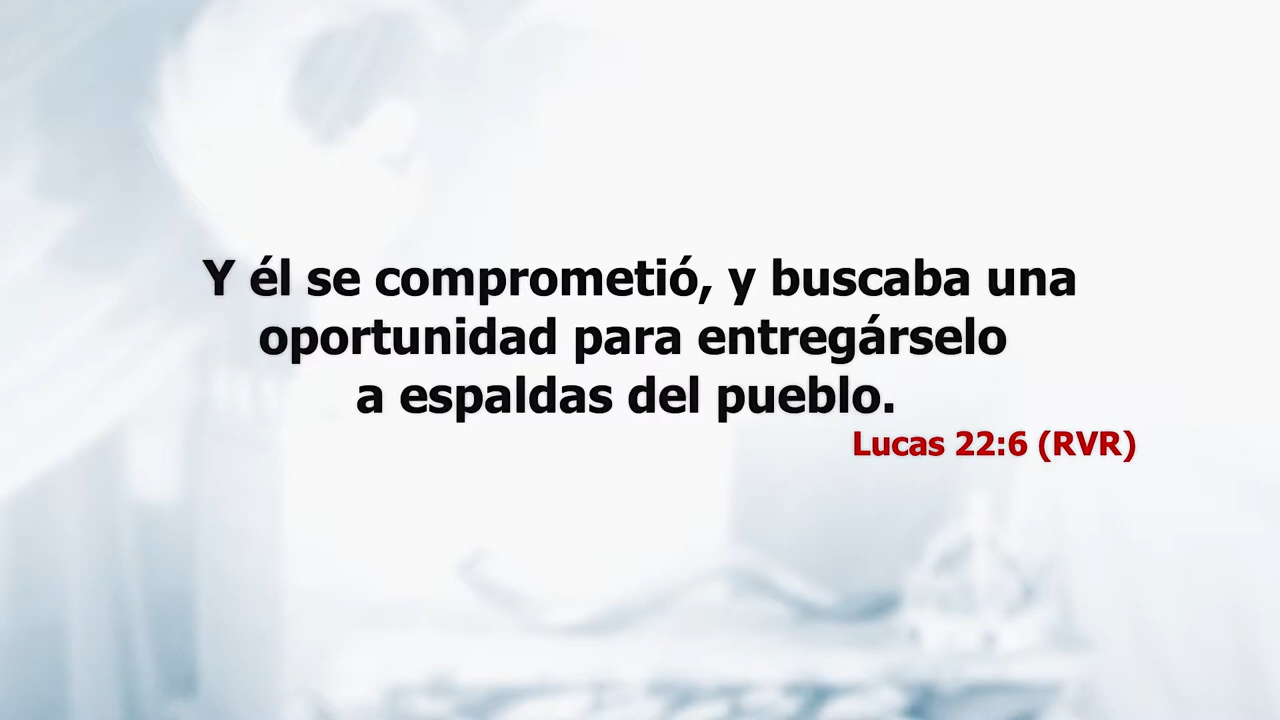 Y él se comprometió, y buscaba una
oportunidad para entregárselo
a espaldas del pueblo.
Lucas 22:6 (RVR)